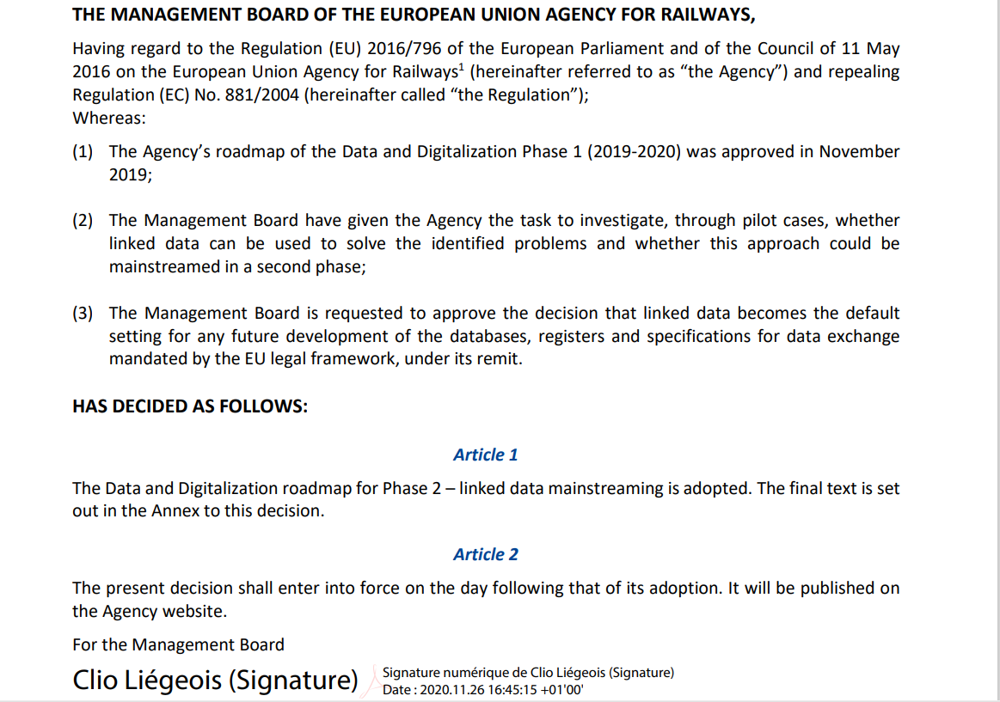 THE MANAGEMENT BOARD OF THE EUROPEAN UNION AGENCY FOR RAILWAYS,
Having regard to the Regulation (EU) 2016/796 of the European Parliament and of the Council of 11 May
2016 on the European Union Agency for Railways¹ (hereinafter referred to as “the Agency”) and repealing
Regulation (EC) No. 881/2004 (hereinafter called “the Regulation”);
Whereas:
(1) The Agency’s roadmap of the Data and Digitalization Phase 1 (2019-2020) was approved in November
2019;
(2) The Management Board have given the Agency the task to investigate, through pilot cases, whether
linked data can be used to solve the identified problems and whether this approach could be
mainstreamed in a second phase;
(3) The Management Board is requested to approve the decision that linked data becomes the default
setting for any future development of the databases, registers and specifications for data exchange
mandated by the EU legal framework, under its remit.
HAS DECIDED AS FOLLOWS:
Article 1
The Data and Digitalization roadmap for Phase 2 – linked data mainstreaming is adopted. The final text is set
out in the Annex to this decision.
Article 2
The present decision shall enter into force on the day following that of its adoption. It will be published on
the Agency website.
For the Management Board
Clio Liégeois (Signature)
Signature numérique de Clio Liégeois (Signature)
Date : 2020.11.26 16:45:15 +01'00'